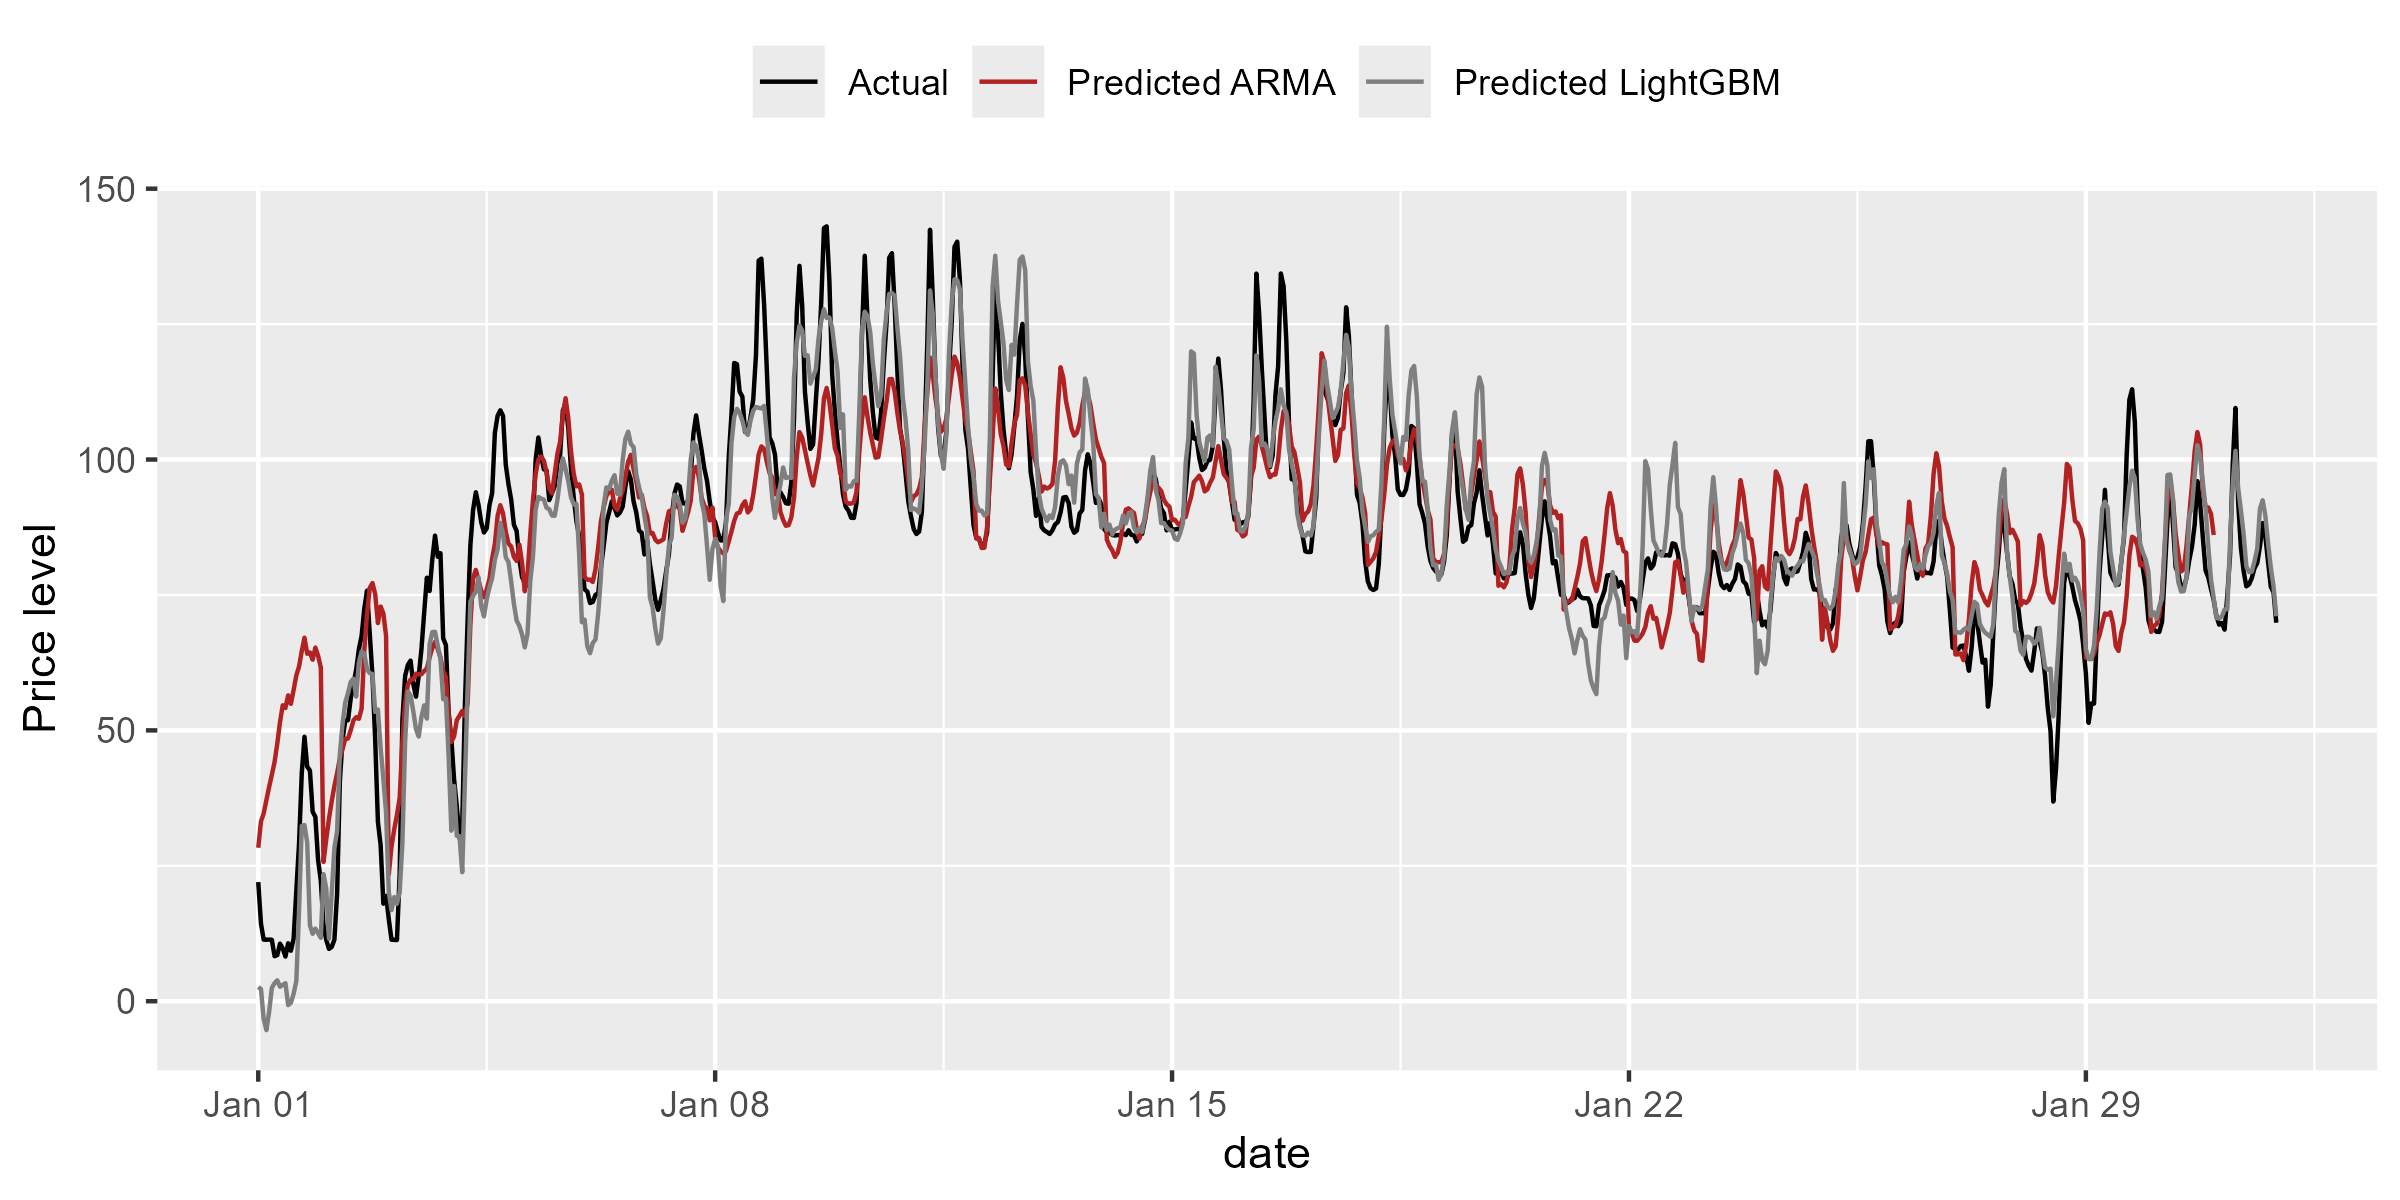 Actual Predicted ARMA Predicted LightGBM
150
100
50
0
Price level
Jan 01 Jan 08 Jan 15 Jan 22 Jan 29
date